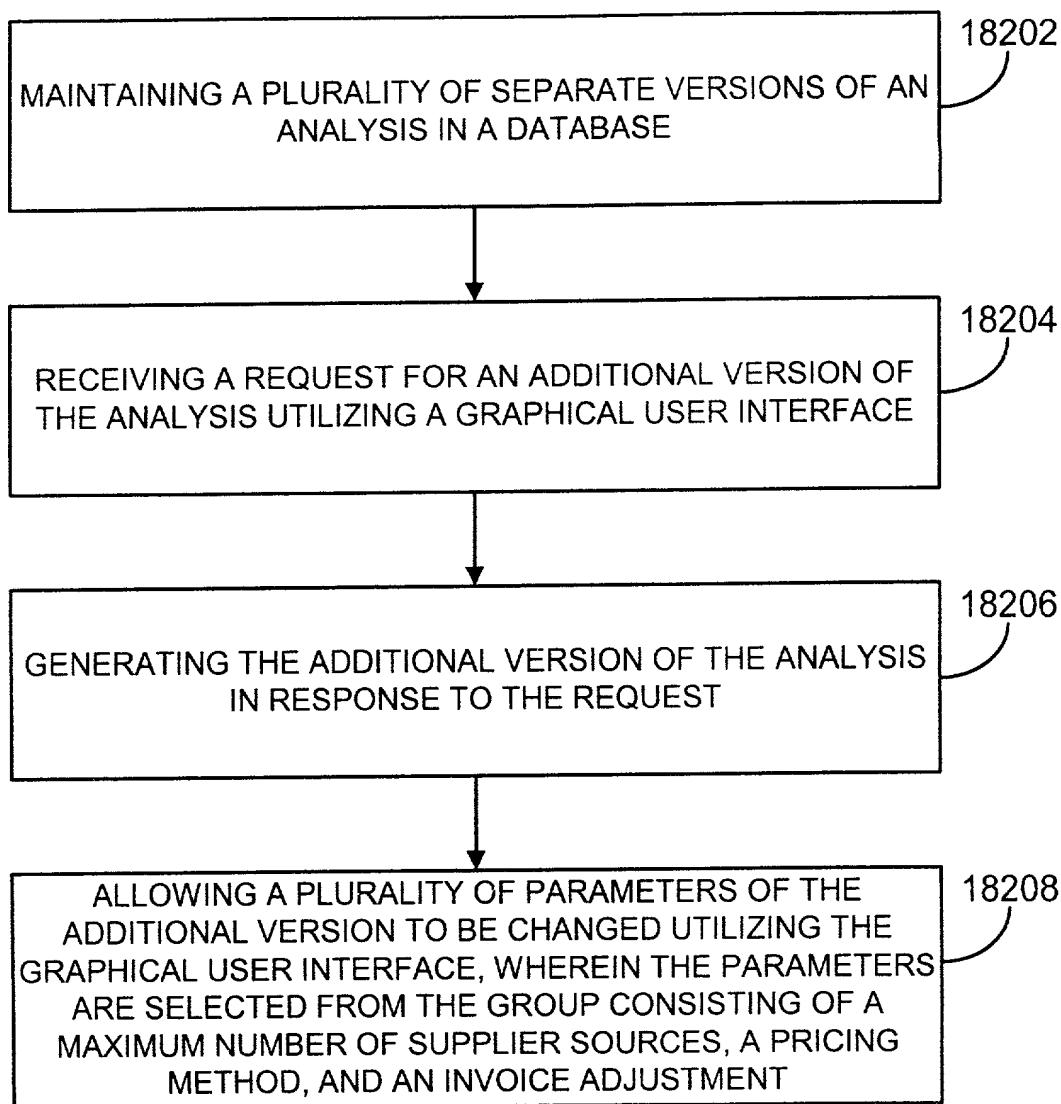 18202
MAINTAINING A PLURALITY OF SEPARATE VERSIONS OF AN
ANALYSIS IN A DATABASE
18204
RECEIVING A REQUEST FOR AN ADDITIONAL VERSION OF
THE ANALYSIS UTILIZING A GRAPHICAL USER INTERFACE
18206
GENERATING THE ADDITIONAL VERSION OF THE ANALYSIS
IN RESPONSE TO THE REQUEST
18208
ALLOWING A PLURALITY OF PARAMETERS OF THE
ADDITIONAL VERSION TO BE CHANGED UTILIZING THE
GRAPHICAL USER INTERFACE, WHEREIN THE PARAMETERS
ARE SELECTED FROM THE GROUP CONSISTING OF A
MAXIMUM NUMBER OF SUPPLIER SOURCES, A PRICING
METHOD, AND AN INVOICE ADJUSTMENT